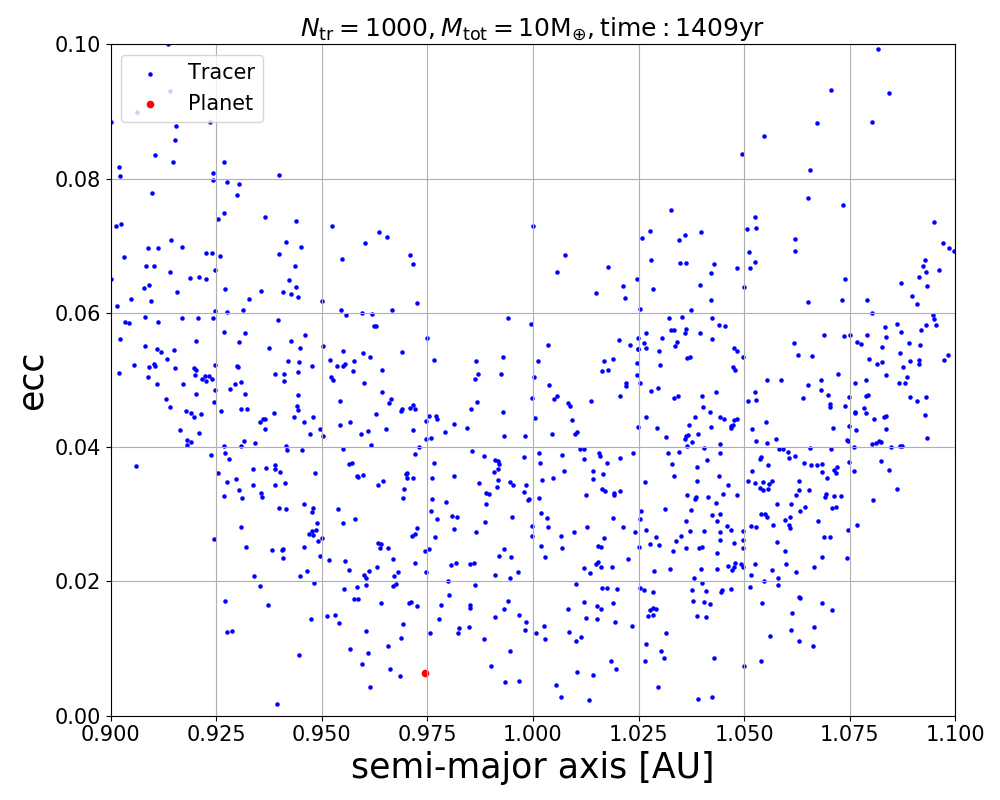 N_tr = 1000, M_tot = 10M_⊕, time : 1409yr
0.10
Tracer
Planet
0.08
0.06
0.04
0.02
0.00
ecc
0.900 0.925 0.950 0.975 1.000 1.025 1.050 1.075 1.100
semi-major axis [AU]